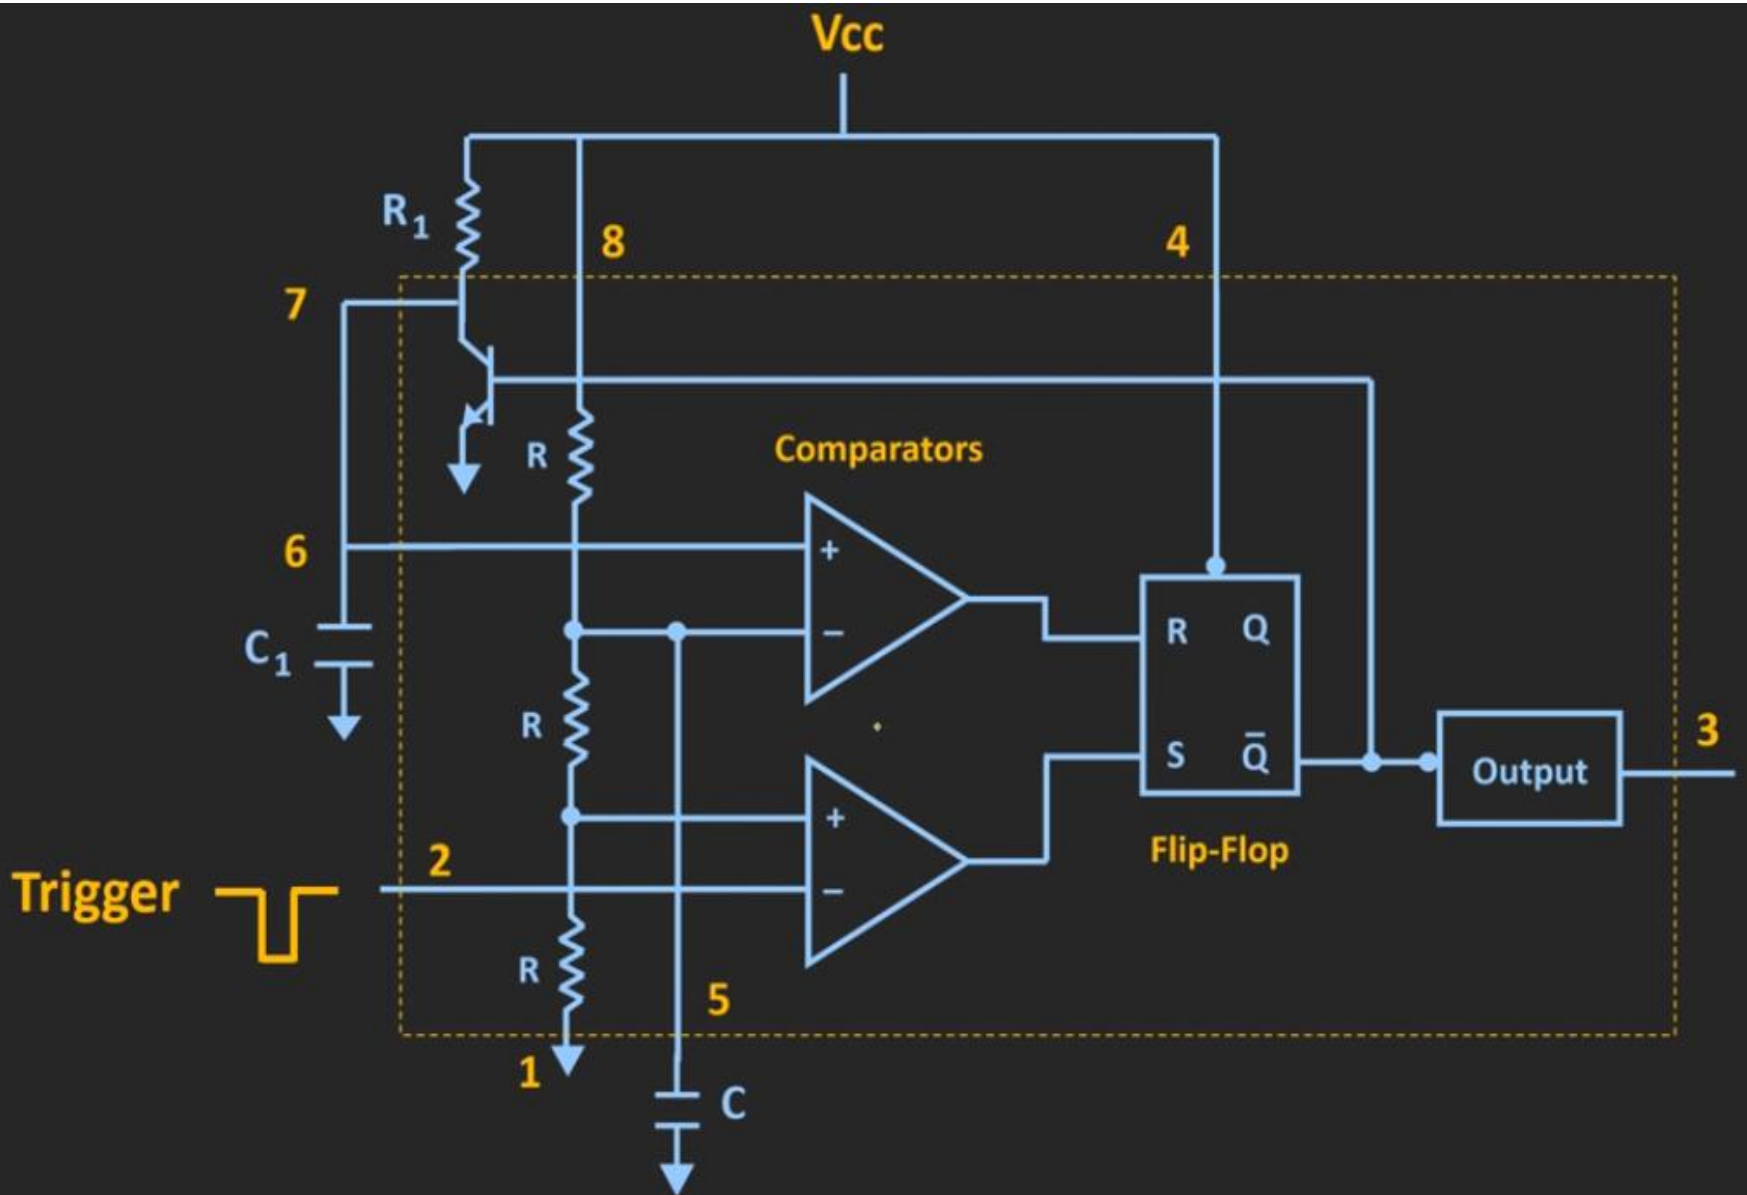 Vcc
R1
8
4
7
R
Comparators
6
+
−
R Q
C1
R
S Q̅
3
Output
+
2
Flip-Flop
Trigger
−
R
5
1
C